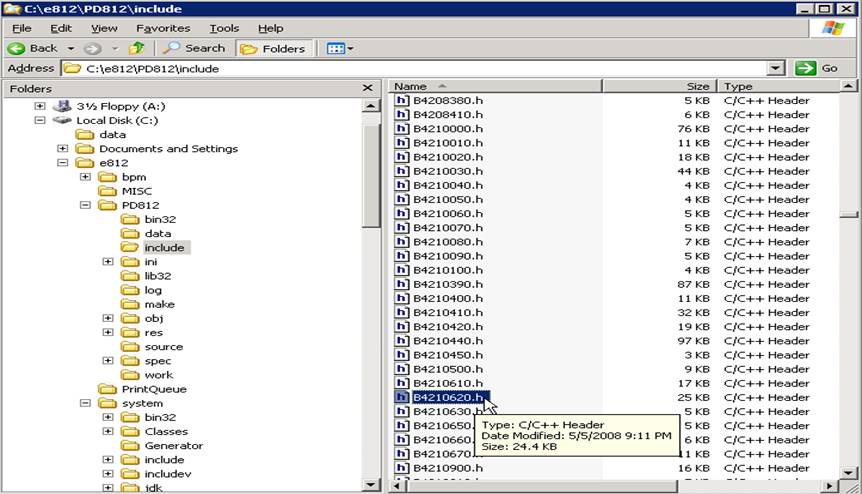 C:\e812\PD812\include
File Edit View Favorites Tools Help
Back Search Folders
Address C:\e812\PD812\include Go
Folders
3½ Floppy (A:)
Local Disk (C:)
data
Documents and Settings
e812
bpm
MISC
PD812
bin32
data
include
ini
lib32
log
make
obj
res
source
spec
work
PrintQueue
system
bin32
Classes
Generator
include
includev
jdk
Name Size Type
B4208380.h 5 KB C/C++ Header
B4208410.h 6 KB C/C++ Header
B4210000.h 76 KB C/C++ Header
B4210010.h 11 KB C/C++ Header
B4210020.h 18 KB C/C++ Header
B4210030.h 44 KB C/C++ Header
B4210040.h 4 KB C/C++ Header
B4210050.h 4 KB C/C++ Header
B4210060.h 5 KB C/C++ Header
B4210070.h 5 KB C/C++ Header
B4210080.h 7 KB C/C++ Header
B4210090.h 5 KB C/C++ Header
B4210100.h 4 KB C/C++ Header
B4210390.h 87 KB C/C++ Header
B4210400.h 11 KB C/C++ Header
B4210410.h 32 KB C/C++ Header
B4210420.h 19 KB C/C++ Header
B4210440.h 97 KB C/C++ Header
B4210450.h 3 KB C/C++ Header
B4210500.h 9 KB C/C++ Header
B4210610.h 17 KB C/C++ Header
B4210620.h 25 KB C/C++ Header
B4210630.h 5 KB C/C++ Header
B4210650.h 5 KB C/C++ Header
B4210660.h 6 KB C/C++ Header
B4210670.h 11 KB C/C++ Header
B4210900.h 16 KB C/C++ Header
Type: C/C++ Header
Date Modified: 5/5/2008 9:11 PM
Size: 24.4 KB